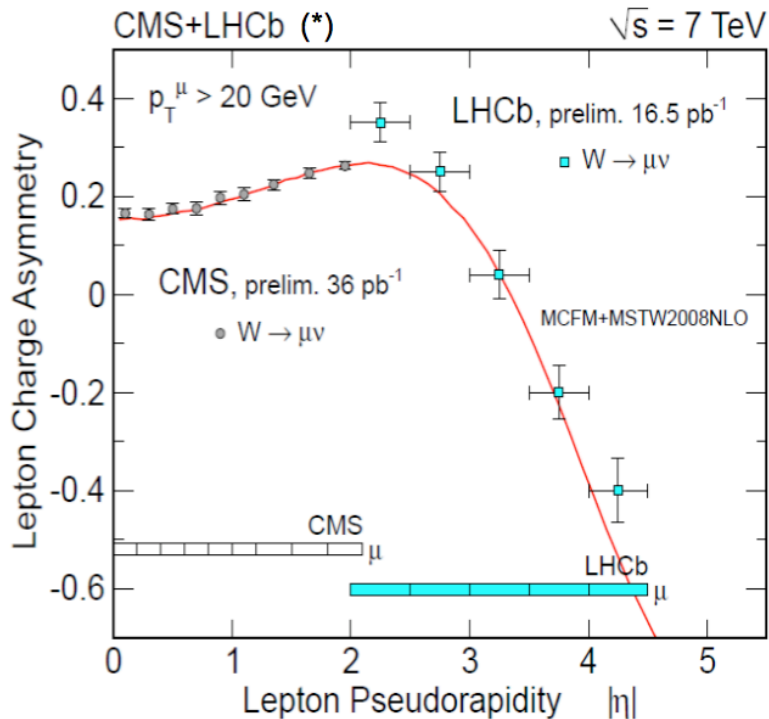 CMS+LHCb (*)
√s = 7 TeV
p_T^μ > 20 GeV
LHCb, prelim. 16.5 pb⁻¹
W → μν
CMS, prelim. 36 pb⁻¹
W → μν
MCFM+MSTW2008NLO
CMS
μ
LHCb
μ
Lepton Charge Asymmetry
0.4
0.2
0
-0.2
-0.4
-0.6
0 1 2 3 4 5
Lepton Pseudorapidity |η|